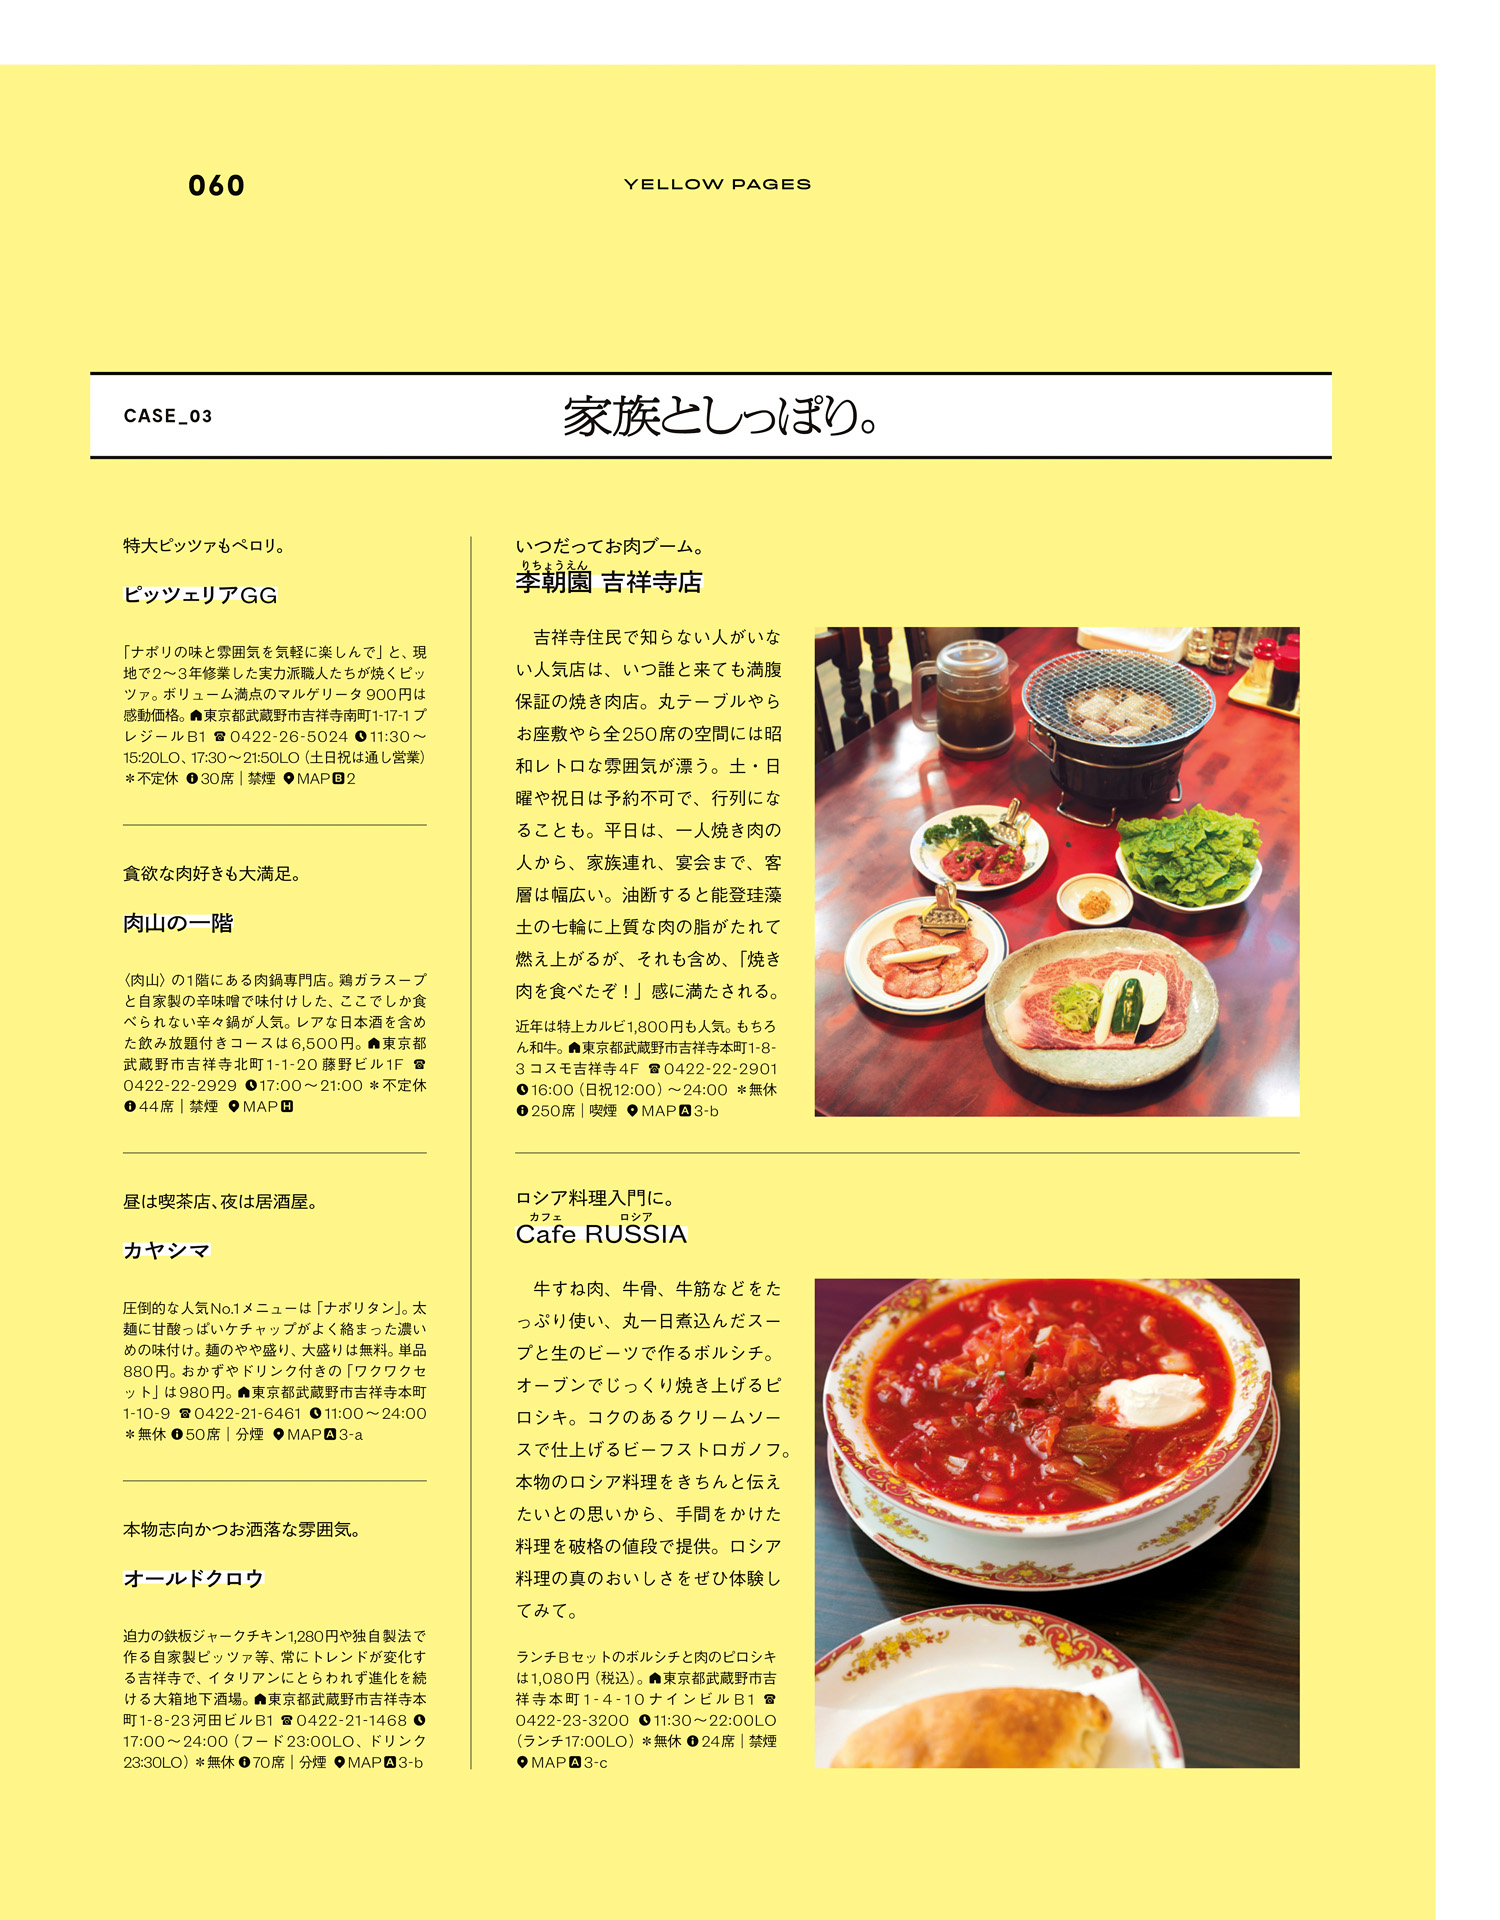 060
YELLOW PAGES
CASE_03
家族としっぽり。
特大ピッツァもペロリ。
ピッツェリアGG
「ナポリの味と雰囲気を気軽に楽しんで」と、現
地で2〜3年修業した実力派職人たちが焼くピッ
ツァ。ボリューム満点のマルゲリータ900円は
感動価格。東京都武蔵野市吉祥寺南町1-17-1 プ
レジールB1 ☎0422-26-5024 11:30〜
15:20LO、17:30〜21:50LO（土日祝は通し営業）
＊不定休 30席｜禁煙 MAP B 2
貪欲な肉好きも大満足。
肉山の一階
〈肉山〉の1階にある肉鍋専門店。鶏ガラスープ
と自家製の辛味噌で味付けした、ここでしか食
べられない辛々鍋が人気。レアな日本酒を含め
た飲み放題付きコースは6,500円。東京都
武蔵野市吉祥寺北町1-1-20 藤野ビル1F ☎
0422-22-2929 17:00〜21:00 ＊不定休
44席｜禁煙 MAP H
昼は喫茶店、夜は居酒屋。
カヤシマ
圧倒的な人気No.1メニューは「ナポリタン」。太
麺に甘酸っぱいケチャップがよく絡まった濃い
めの味付け。麺のやや盛り、大盛りは無料。単品
880円。おかずやドリンク付きの「ワクワクセ
ット」は980円。東京都武蔵野市吉祥寺本町
1-10-9 ☎0422-21-6461 11:00〜24:00
＊無休 50席｜分煙 MAP A 3-a
本物志向かつお洒落な雰囲気。
オールドクロウ
迫力の鉄板ジャークチキン1,280円や独自製法で
作る自家製ピッツァ等、常にトレンドが変化す
る吉祥寺で、イタリアンにとらわれず進化を続
ける大箱地下酒場。東京都武蔵野市吉祥寺本
町1-8-23 河田ビルB1 ☎0422-21-1468
17:00〜24:00（フード23:00LO、ドリンク
23:30LO）＊無休 70席｜分煙 MAP A 3-b
いつだってお肉ブーム。
りちょうえん
李朝園 吉祥寺店
吉祥寺住民で知らない人がいな
い人気店は、いつ誰と来ても満腹
保証の焼き肉店。丸テーブルやら
お座敷やら全250席の空間には昭
和レトロな雰囲気が漂う。土・日
曜や祝日は予約不可で、行列にな
ることも。平日は、一人焼き肉の
人から、家族連れ、宴会まで、客
層は幅広い。油断すると能登珪藻
土の七輪に上質な肉の脂がたれて
燃え上がるが、それも含め、「焼き
肉を食べたぞ！」感に満たされる。
近年は特上カルビ1,800円も人気。もちろ
ん和牛。東京都武蔵野市吉祥寺本町1-8-
3 コスモ吉祥寺4F ☎0422-22-2901
16:00（日祝12:00）〜24:00 ＊無休
250席｜喫煙 MAP A 3-b
ロシア料理入門に。
カフェ ロシア
Cafe RUSSIA
牛すね肉、牛骨、牛筋などをた
っぷり使い、丸一日煮込んだスー
プと生のビーツで作るボルシチ。
オーブンでじっくり焼き上げるピ
ロシキ。コクのあるクリームソー
スで仕上げるビーフストロガノフ。
本物のロシア料理をきちんと伝え
たいとの思いから、手間をかけた
料理を破格の値段で提供。ロシア
料理の真のおいしさをぜひ体験し
てみて。
ランチBセットのボルシチと肉のピロシキ
は1,080円（税込）。東京都武蔵野市吉
祥寺本町1-4-10ナインビルB1 ☎
0422-23-3200 11:30〜22:00LO
（ランチ17:00LO）＊無休 24席｜禁煙
MAP A 3-c